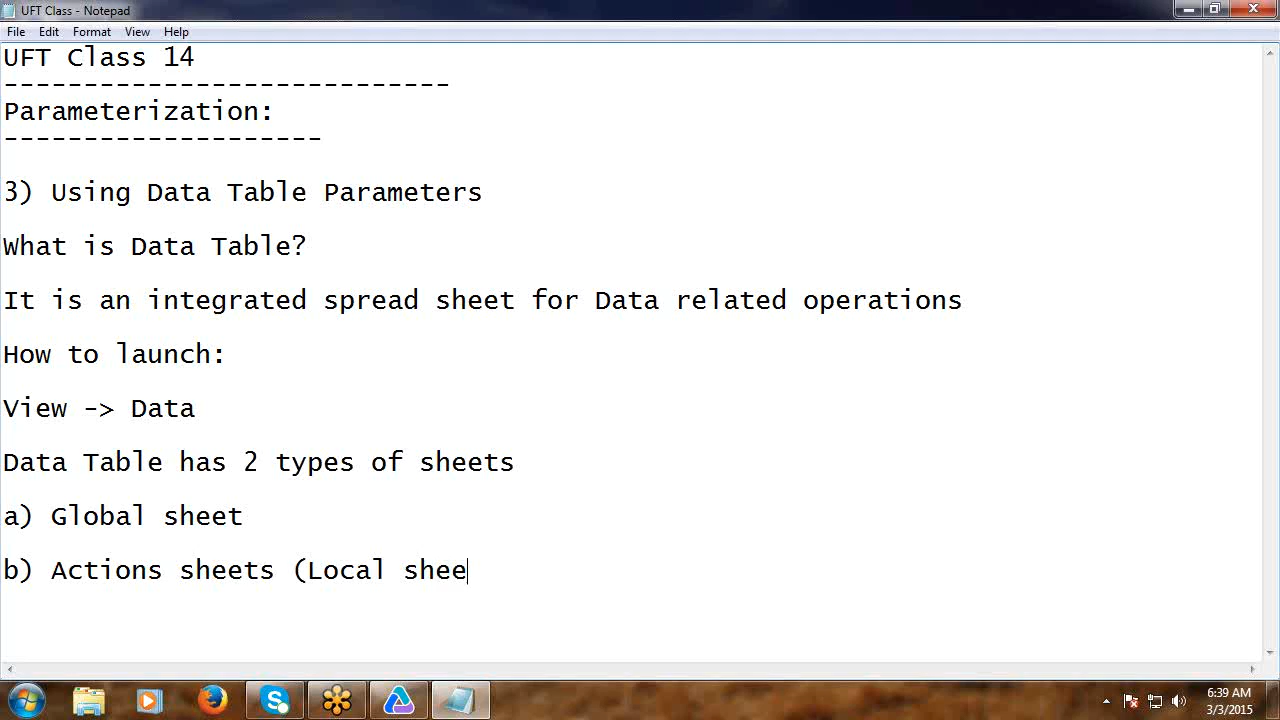 UFT Class - Notepad
File Edit Format View Help
UFT Class 14
----------------------------
Parameterization:
--------------------
3) Using Data Table Parameters
What is Data Table?
It is an integrated spread sheet for Data related operations
How to launch:
View -> Data
Data Table has 2 types of sheets
a) Global sheet
b) Actions sheets (Local shee
6:39 AM
3/3/2015